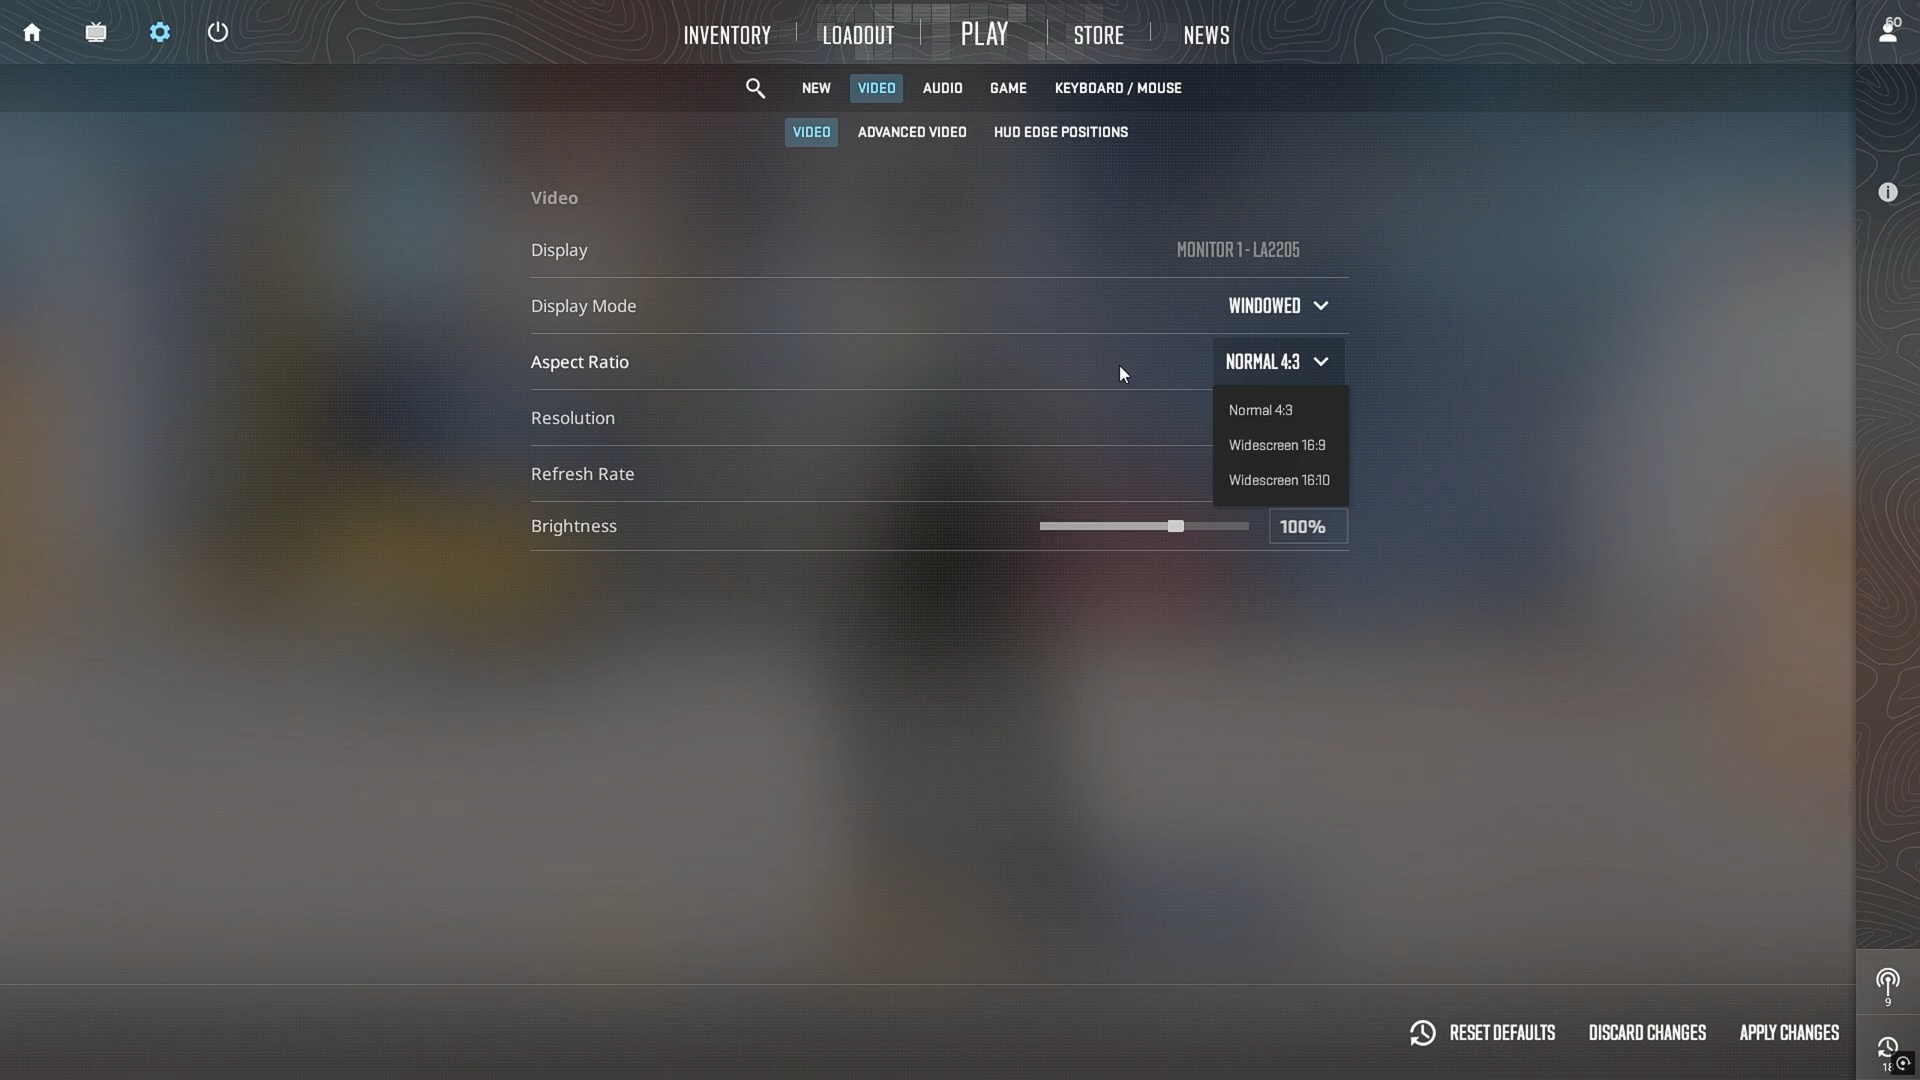 INVENTORY LOADOUT PLAY STORE NEWS
60
NEW VIDEO AUDIO GAME KEYBOARD / MOUSE
VIDEO ADVANCED VIDEO HUD EDGE POSITIONS
Video
Display MONITOR 1 - LA2205
Display Mode WINDOWED
Aspect Ratio NORMAL 4:3
Normal 4:3
Resolution
Widescreen 16:9
Refresh Rate
Widescreen 16:10
Brightness 100%
9
RESET DEFAULTS DISCARD CHANGES APPLY CHANGES